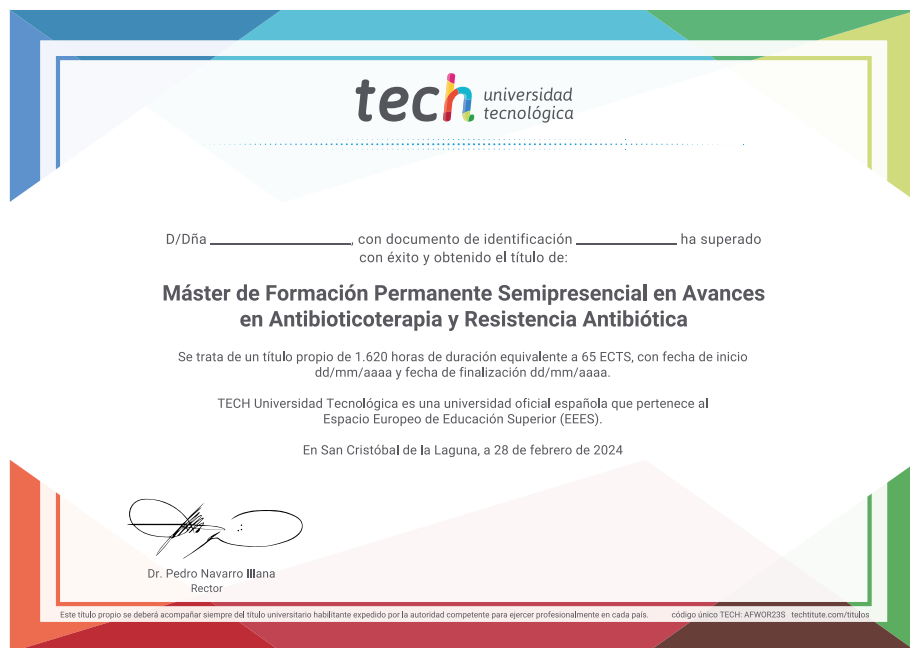 tech universidad
tecnológica
D/Dña ____________, con documento de identificación ____________ ha superado
con éxito y obtenido el título de:
Máster de Formación Permanente Semipresencial en Avances
en Antibioticoterapia y Resistencia Antibiótica
Se trata de un título propio de 1.620 horas de duración equivalente a 65 ECTS, con fecha de inicio
dd/mm/aaaa y fecha de finalización dd/mm/aaaa.
TECH Universidad Tecnológica es una universidad oficial española que pertenece al
Espacio Europeo de Educación Superior (EEES).
En San Cristóbal de la Laguna, a 28 de febrero de 2024
Dr. Pedro Navarro Illana
Rector
Este título propio se deberá acompañar siempre del título universitario habilitante expedido por la autoridad competente para ejercer profesionalmente en cada país. código único TECH: AFWOR23S techtitute.com/titulos